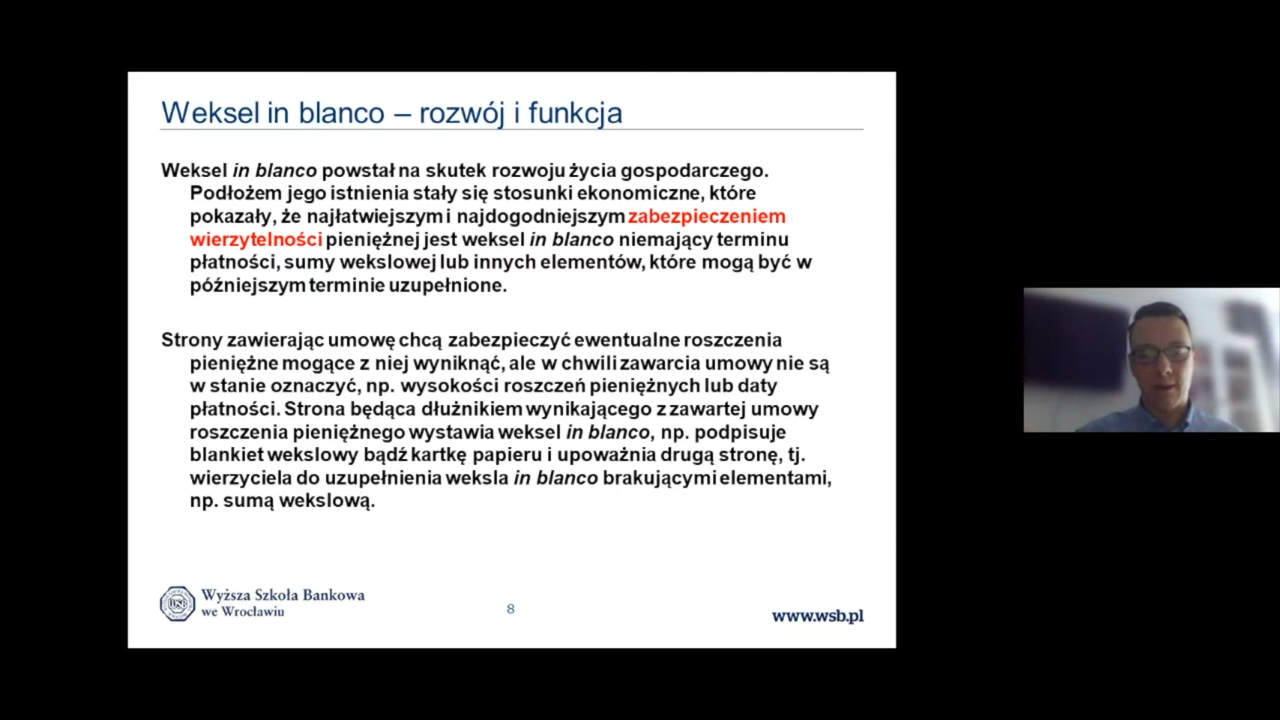 Weksel in blanco – rozwój i funkcja
Weksel in blanco powstał na skutek rozwoju życia gospodarczego.
Podłożem jego istnienia stały się stosunki ekonomiczne, które
pokazały, że najłatwiejszym i najdogodniejszym zabezpieczeniem
wierzytelności pieniężnej jest weksel in blanco niemający terminu
płatności, sumy wekslowej lub innych elementów, które mogą być w
późniejszym terminie uzupełnione.
Strony zawierając umowę chcą zabezpieczyć ewentualne roszczenia
pieniężne mogące z niej wyniknąć, ale w chwili zawarcia umowy nie są
w stanie oznaczyć, np. wysokości roszczeń pieniężnych lub daty
płatności. Strona będąca dłużnikiem wynikającego z zawartej umowy
roszczenia pieniężnego wystawia weksel in blanco, np. podpisuje
blankiet wekslowy bądź kartkę papieru i upoważnia drugą stronę, tj.
wierzyciela do uzupełnienia weksla in blanco brakującymi elementami,
np. sumą wekslową.
WSB
Wyższa Szkoła Bankowa
we Wrocławiu
8
www.wsb.pl